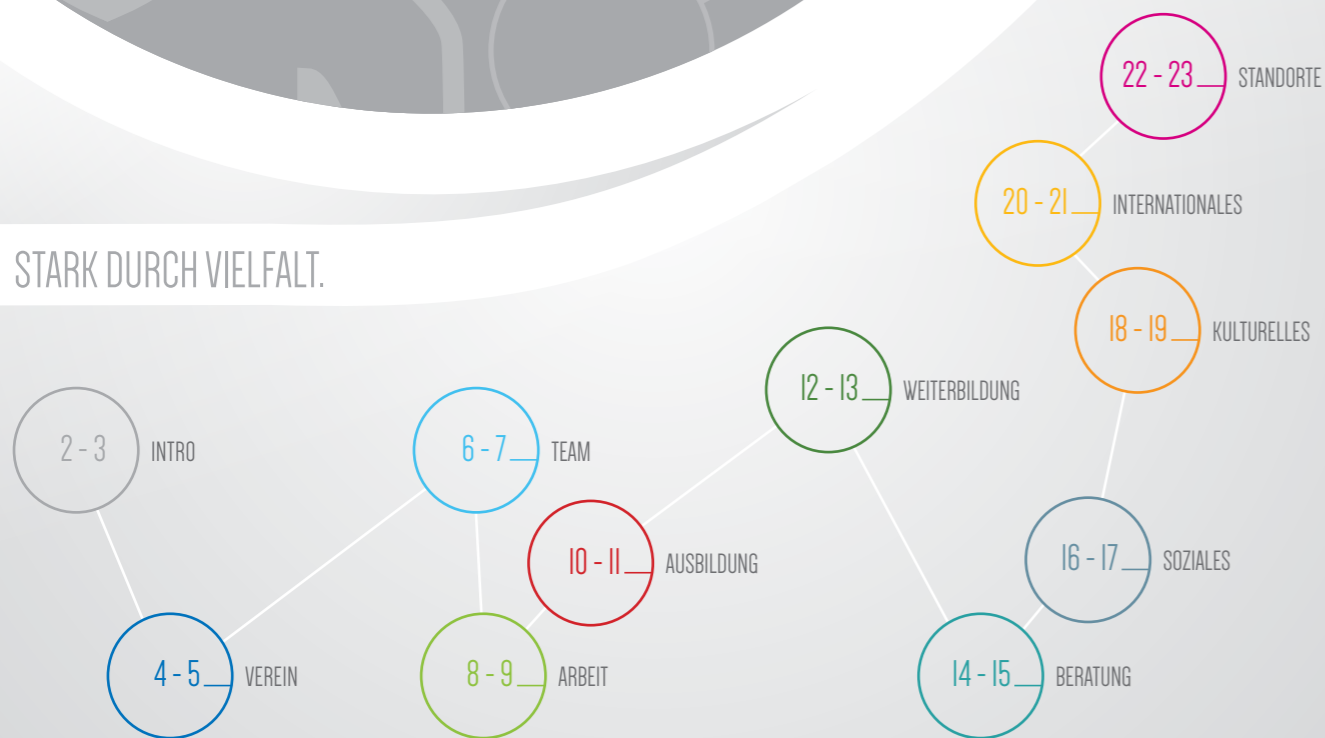 STARK DURCH VIELFALT.
2 - 3 INTRO
4 - 5 VEREIN
6 - 7 TEAM
8 - 9 ARBEIT
10 - 11 AUSBILDUNG
12 - 13 WEITERBILDUNG
14 - 15 BERATUNG
16 - 17 SOZIALES
18 - 19 KULTURELLES
20 - 21 INTERNATIONALES
22 - 23 STANDORTE